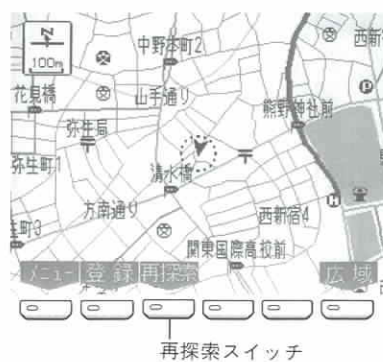 N
100m
中野本町2
西新
花見橋
山手通り
熊野神社前
弥生局
弥生町1
清水橋
方南通り
西新宿4
生町3
関東国際高校前
メニュー 登録 再探索 広域
再探索スイッチ